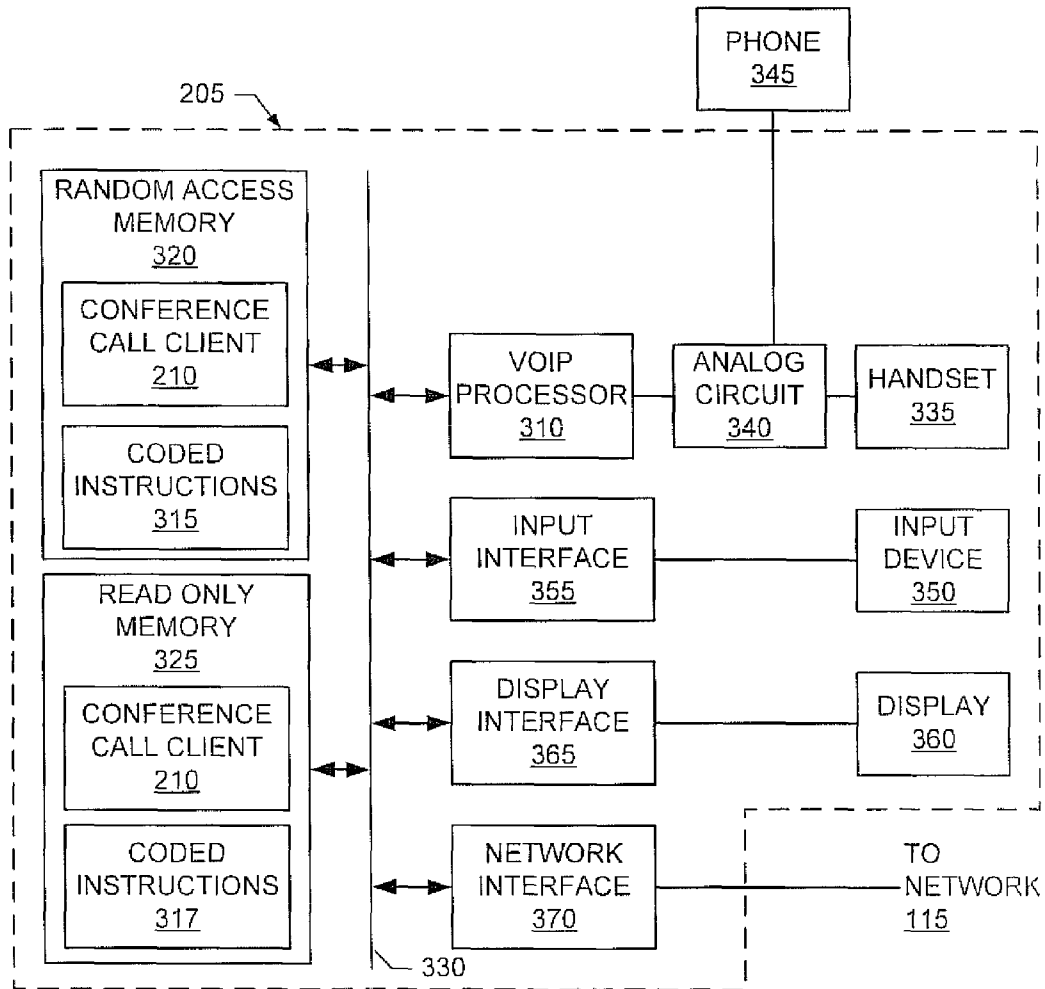 PHONE
345
205
RANDOM ACCESS
MEMORY
320
CONFERENCE
CALL CLIENT
210
CODED
INSTRUCTIONS
315
READ ONLY
MEMORY
325
CONFERENCE
CALL CLIENT
210
CODED
INSTRUCTIONS
317
330
VOIP
PROCESSOR
310
ANALOG
CIRCUIT
340
HANDSET
335
INPUT
INTERFACE
355
INPUT
DEVICE
350
DISPLAY
INTERFACE
365
DISPLAY
360
NETWORK
INTERFACE
370
TO
NETWORK
115